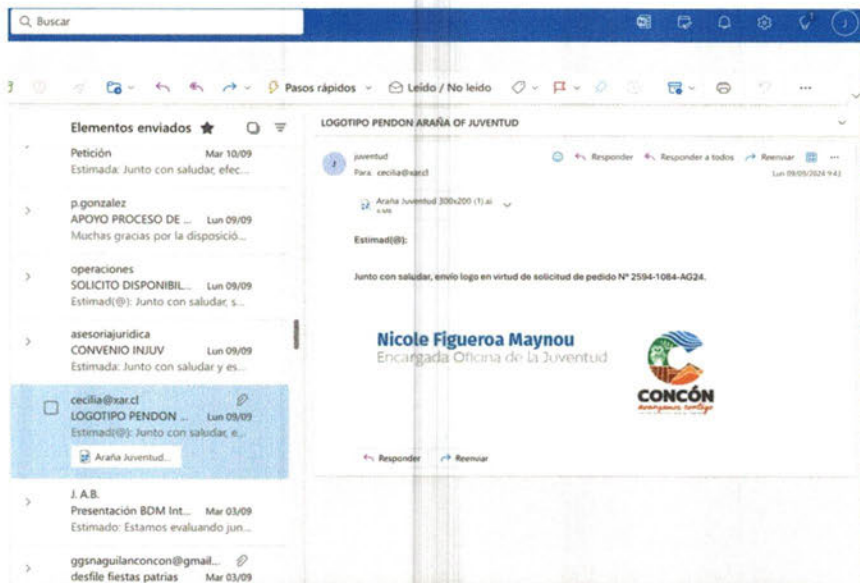 Buscar
Pasos rápidos
Leído / No leído
Elementos enviados
Petición Mar 10/09
Estimada: Junto con saludar, efec...
p.gonzalez
APOYO PROCESO DE ... Lun 09/09
Muchas gracias por la disposició...
operaciones
SOLICITO DISPONIBIL... Lun 09/09
Estimad(@): Junto con saludar, s...
asesoriajuridica
CONVENIO INJUV Lun 09/09
Estimada: Junto con saludar y es...
cecilia@xar.cl
LOGOTIPO PENDON ... Lun 09/09
Estimad(@): Junto con saludar, e...
Araña Juventud...
J. A.B.
Presentación BDM Int... Mar 03/09
Estimado: Estamos evaluando jun...
ggsnaguilanconcon@gmail...
desfile fiestas patrias Mar 03/09
LOGOTIPO PENDON ARAÑA OF JUVENTUD
J
juventud
Para: cecilia@xar.cl
Responder
Responder a todos
Reenviar
Lun 09/09/2024 9:43
Araña Juventud 300x200 (1).ai
Estimad(@):
Junto con saludar, envío logo en virtud de solicitud de pedido N° 2594-1084-AG24.
Nicole Figueroa Maynou
Encargada Oficina de la Juventud
CONCÓN
avanzamos contigo
Responder
Reenviar